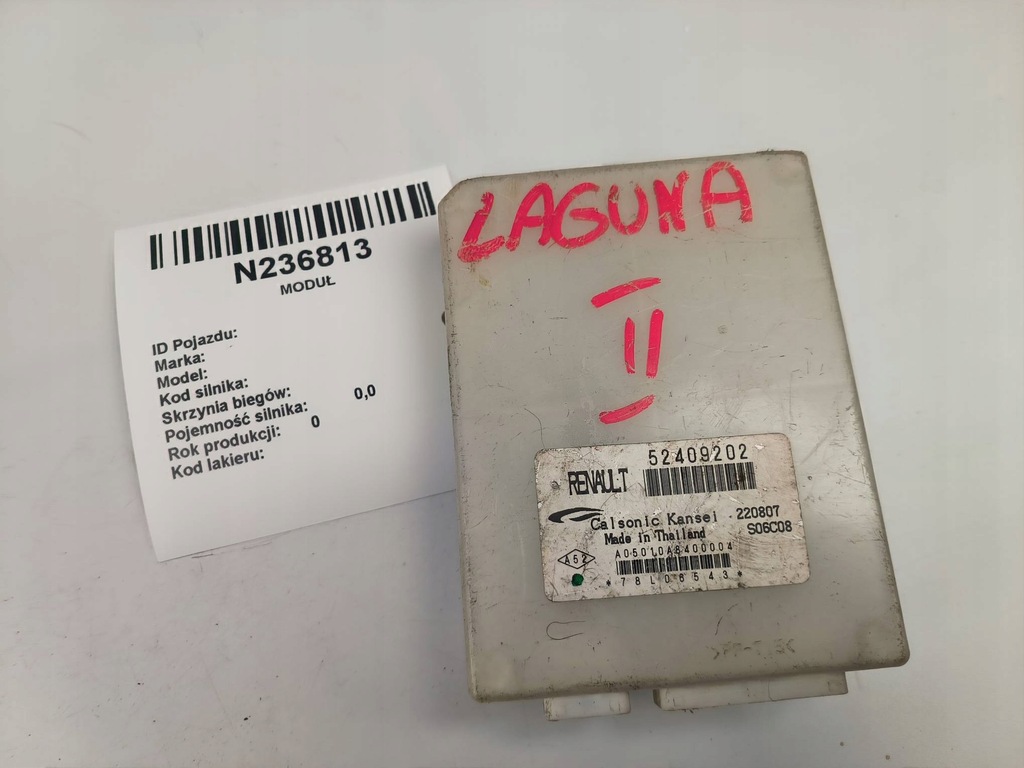 N236813
MODUŁ
ID Pojazdu:
Marka:
Model:
Kod silnika:
Skrzynia biegów:
Pojemność silnika: 0,0
Rok produkcji: 0
Kod lakieru:
LAGUNA
II
RENAULT 52409202
Calsonic Kansei 220807
Made in Thailand S06C08
A52 A05010A8400004
*78L06543*